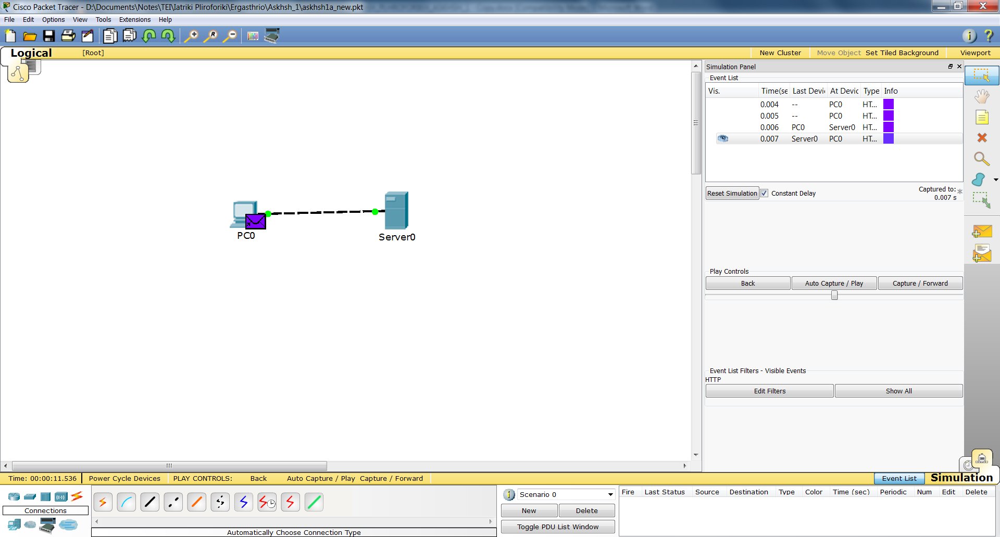 Cisco Packet Tracer - D:\Documents\Notes\TEI\Iatriki Pliroforiki\Ergasthrio\Askhsh_1\askhsh1a_new.pkt
File Edit Options View Tools Extensions Help
Logical [Root] New Cluster Move Object Set Tiled Background Viewport
Simulation Panel
Event List
Vis. Time(se Last Devi At Devic Type Info
0.004 -- PC0 HT...
0.005 -- PC0 HT...
0.006 PC0 Server0 HT...
0.007 Server0 PC0 HT...
Reset Simulation Constant Delay Captured to:
0.007 s
PC0
Server0
Play Controls
Back Auto Capture / Play Capture / Forward
Event List Filters - Visible Events
HTTP
Edit Filters Show All
Time: 00:00:11.536 Power Cycle Devices PLAY CONTROLS: Back Auto Capture / Play Capture / Forward Event List Simulation
Connections
Automatically Choose Connection Type
Scenario 0
New Delete
Toggle PDU List Window
Fire Last Status Source Destination Type Color Time (sec) Periodic Num Edit Delete